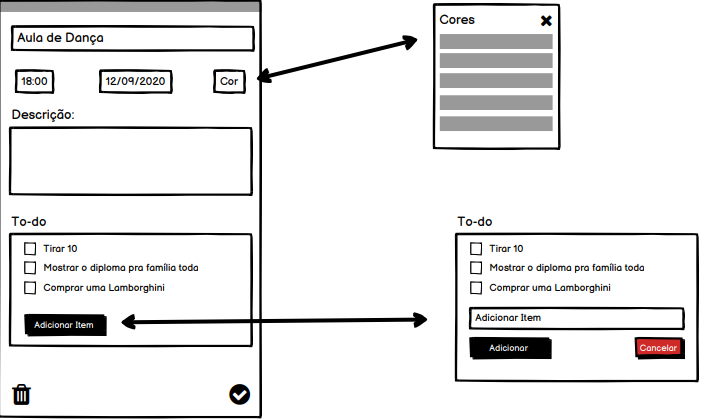 Aula de Dança
18:00
12/09/2020
Cor
Descrição:
To-do
Tirar 10
Mostrar o diploma pra família toda
Comprar uma Lamborghini
Adicionar Item
Cores
To-do
Tirar 10
Mostrar o diploma pra família toda
Comprar uma Lamborghini
Adicionar Item
Adicionar
Cancelar